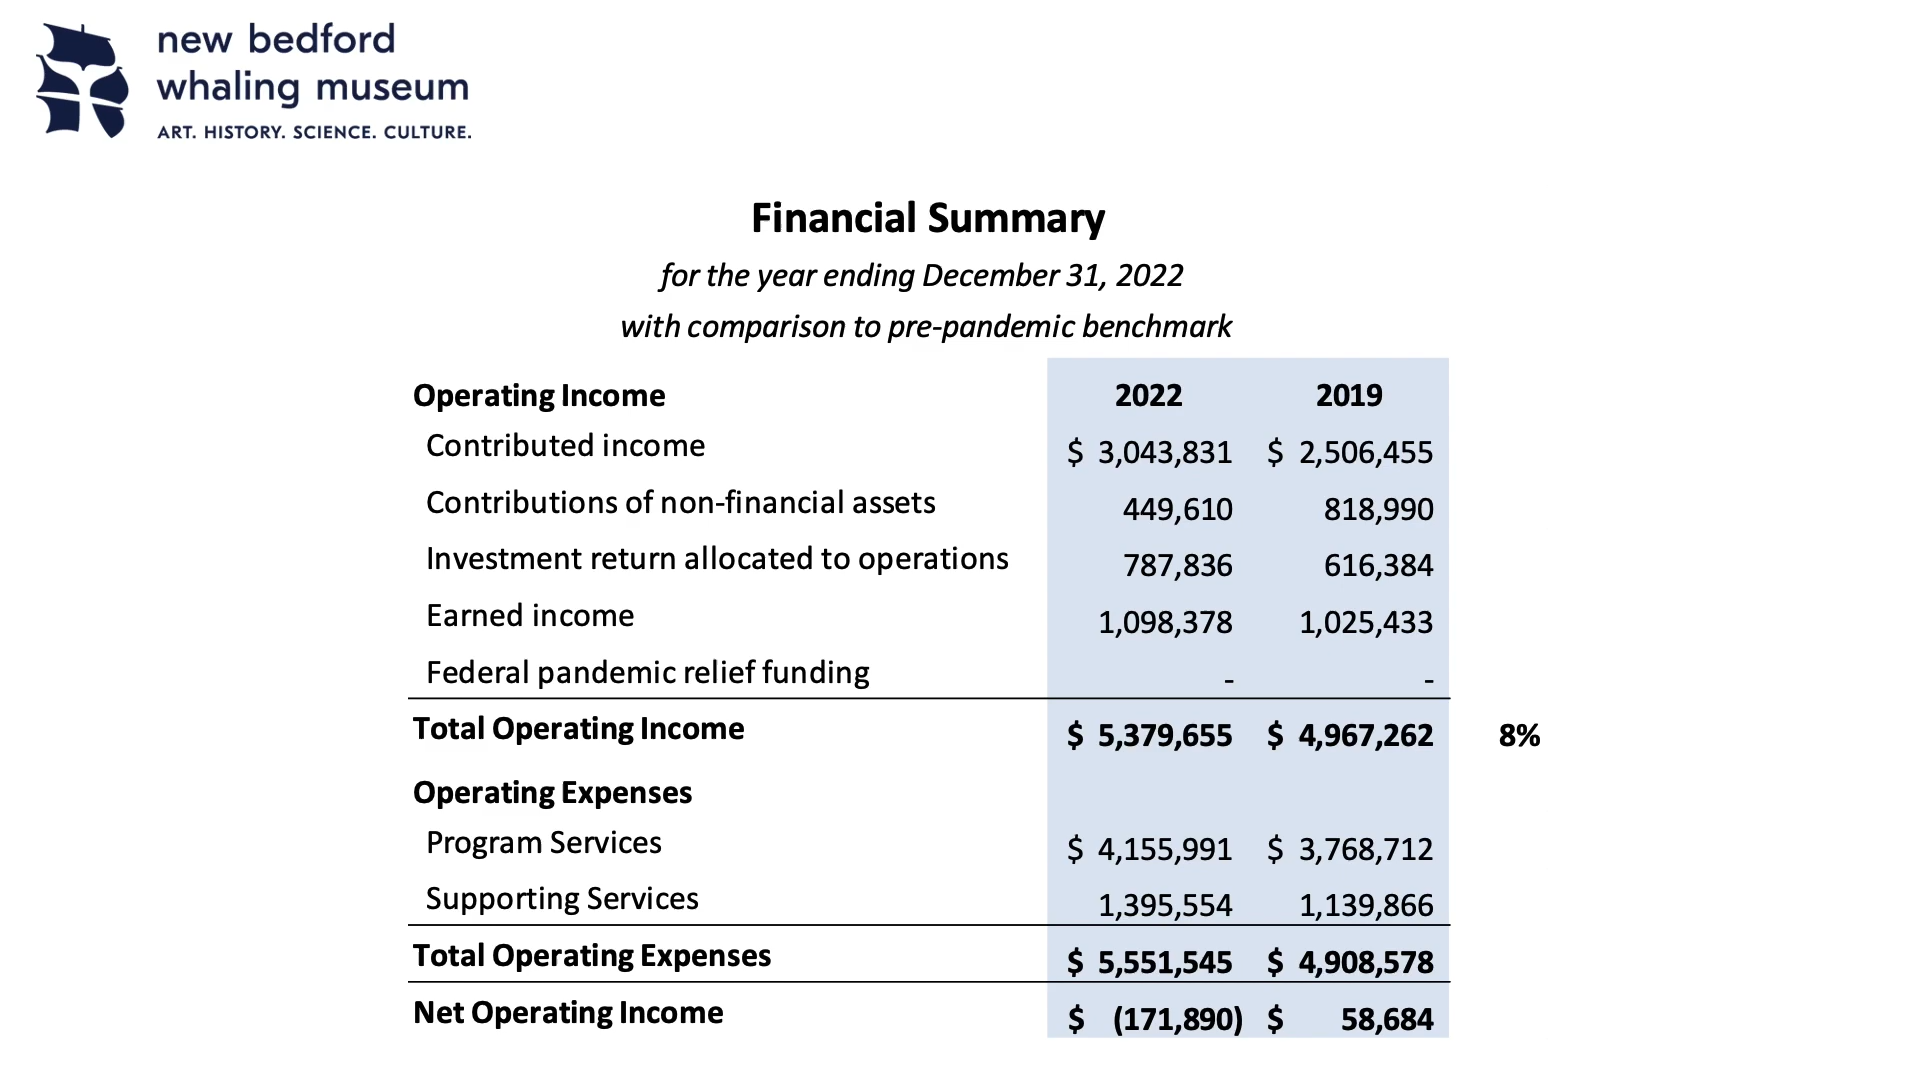 new bedford
whaling museum
ART. HISTORY. SCIENCE. CULTURE.
Financial Summary
for the year ending December 31, 2022
with comparison to pre-pandemic benchmark
Operating Income 2022 2019
Contributed income $ 3,043,831 $ 2,506,455
Contributions of non-financial assets 449,610 818,990
Investment return allocated to operations 787,836 616,384
Earned income 1,098,378 1,025,433
Federal pandemic relief funding - -
Total Operating Income $ 5,379,655 $ 4,967,262 8%
Operating Expenses
Program Services $ 4,155,991 $ 3,768,712
Supporting Services 1,395,554 1,139,866
Total Operating Expenses $ 5,551,545 $ 4,908,578
Net Operating Income $ (171,890) $ 58,684